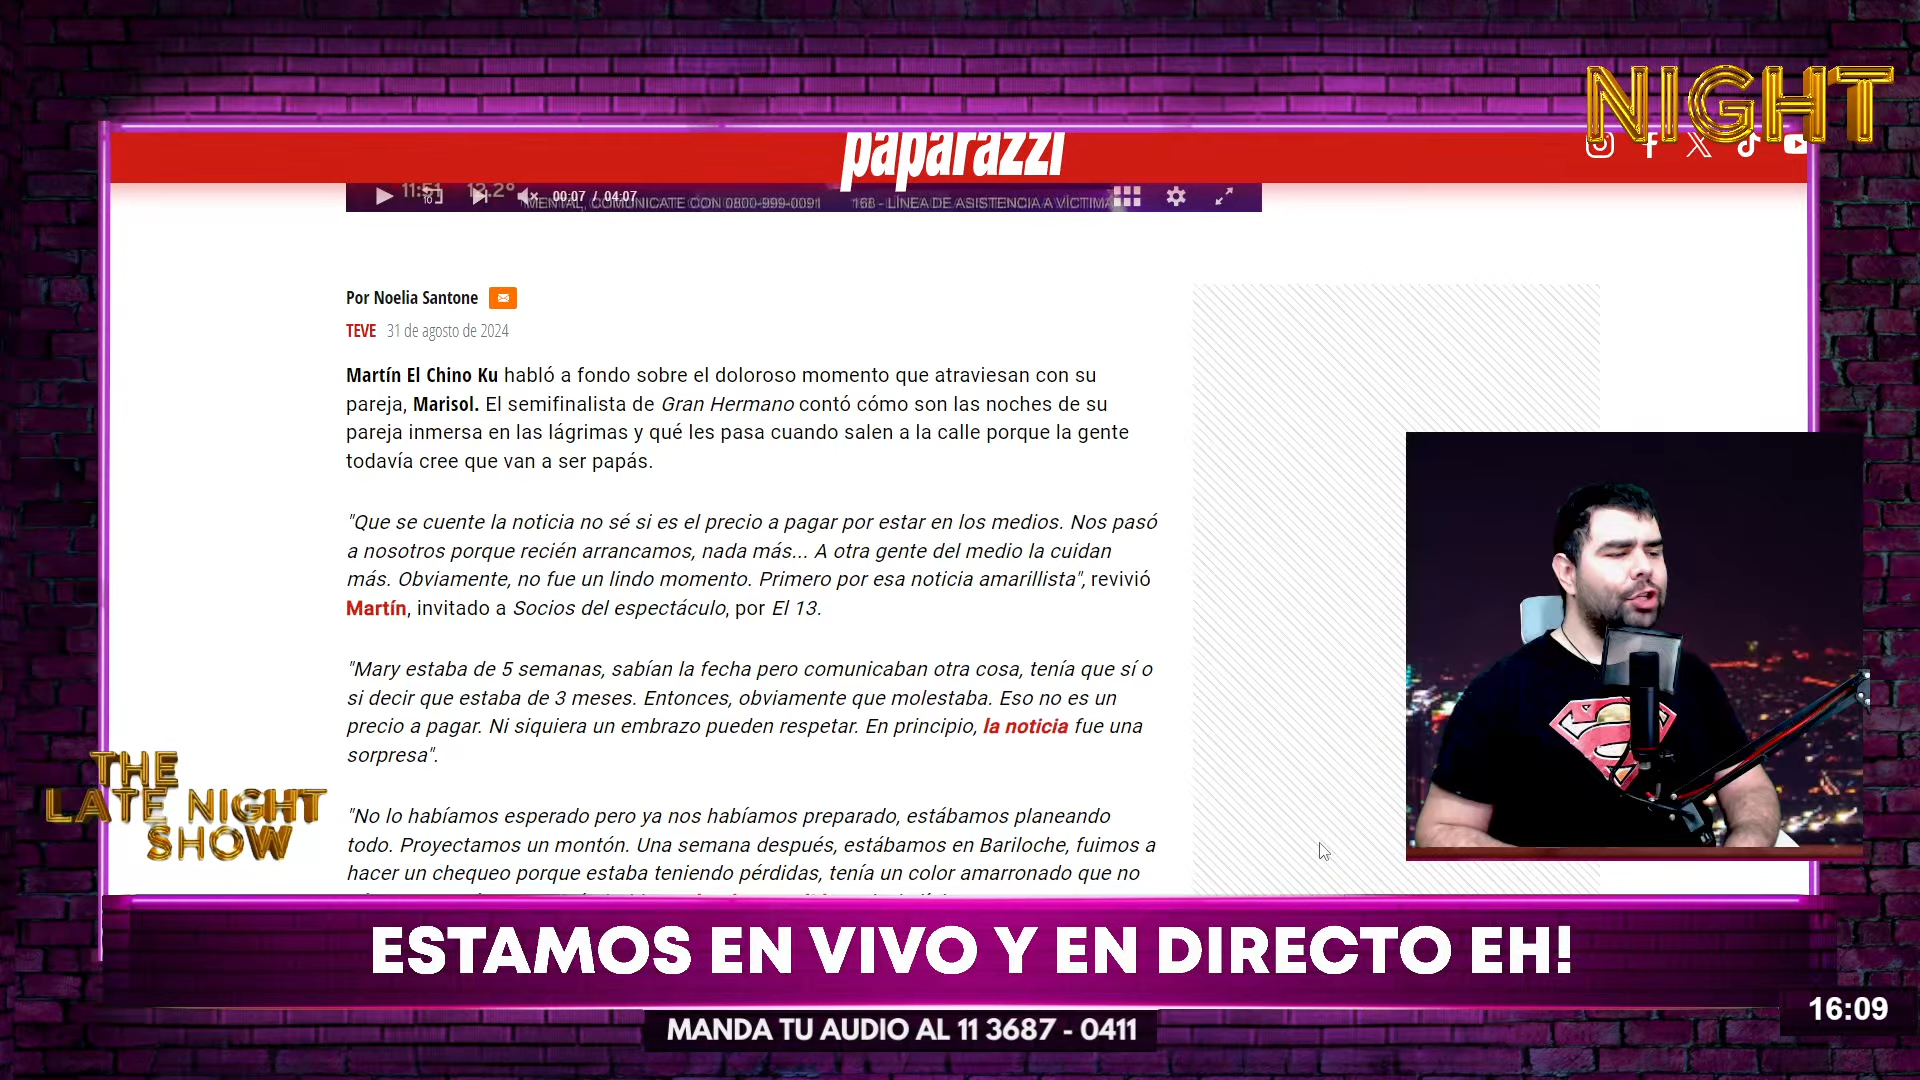 NIGHT
paparazzi
11:51 12.2°
00:07 / 04:07
MENTAL, COMUNICATE CON 0800-999-0091 168 - LÍNEA DE ASISTENCIA A VÍCTIMA
Por Noelia Santone
TEVE 31 de agosto de 2024
Martín El Chino Ku habló a fondo sobre el doloroso momento que atraviesan con su
pareja, Marisol. El semifinalista de Gran Hermano contó cómo son las noches de su
pareja inmersa en las lágrimas y qué les pasa cuando salen a la calle porque la gente
todavía cree que van a ser papás.
"Que se cuente la noticia no sé si es el precio a pagar por estar en los medios. Nos pasó
a nosotros porque recién arrancamos, nada más... A otra gente del medio la cuidan
más. Obviamente, no fue un lindo momento. Primero por esa noticia amarillista", revivió
Martín, invitado a Socios del espectáculo, por El 13.
"Mary estaba de 5 semanas, sabían la fecha pero comunicaban otra cosa, tenía que sí o
si decir que estaba de 3 meses. Entonces, obviamente que molestaba. Eso no es un
precio a pagar. Ni siquiera un embrazo pueden respetar. En principio, la noticia fue una
sorpresa".
"No lo habíamos esperado pero ya nos habíamos preparado, estábamos planeando
todo. Proyectamos un montón. Una semana después, estábamos en Bariloche, fuimos a
hacer un chequeo porque estaba teniendo pérdidas, tenía un color amarronado que no
THE
LATE NIGHT
SHOW
ESTAMOS EN VIVO Y EN DIRECTO EH!
16:09
MANDA TU AUDIO AL 11 3687 - 0411